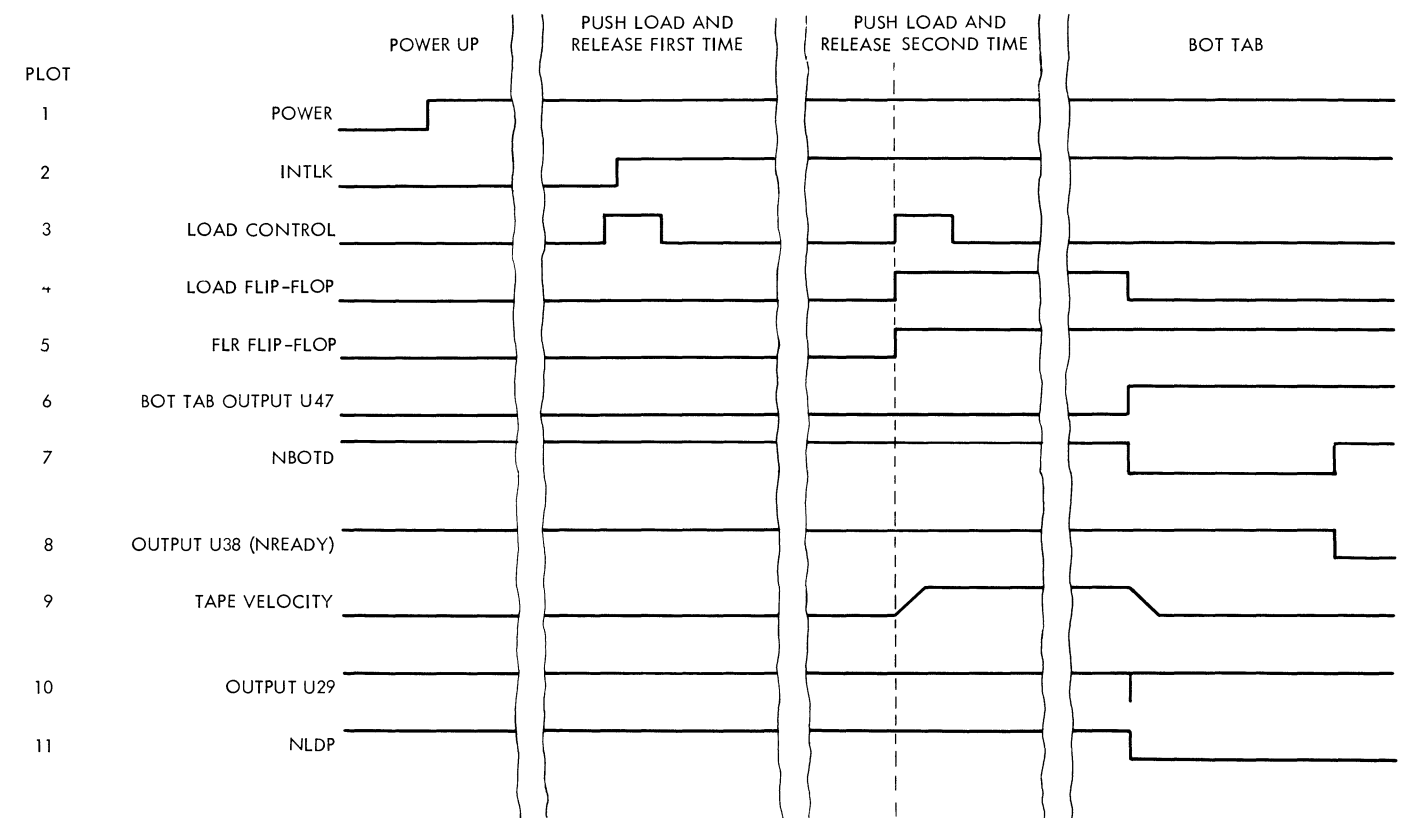 POWER UP
PUSH LOAD AND
RELEASE FIRST TIME
PUSH LOAD AND
RELEASE SECOND TIME
BOT TAB
PLOT
1 POWER
2 INTLK
3 LOAD CONTROL
4 LOAD FLIP-FLOP
5 FLR FLIP-FLOP
6 BOT TAB OUTPUT U47
7 NBOTD
8 OUTPUT U38 (NREADY)
9 TAPE VELOCITY
10 OUTPUT U29
11 NLDP